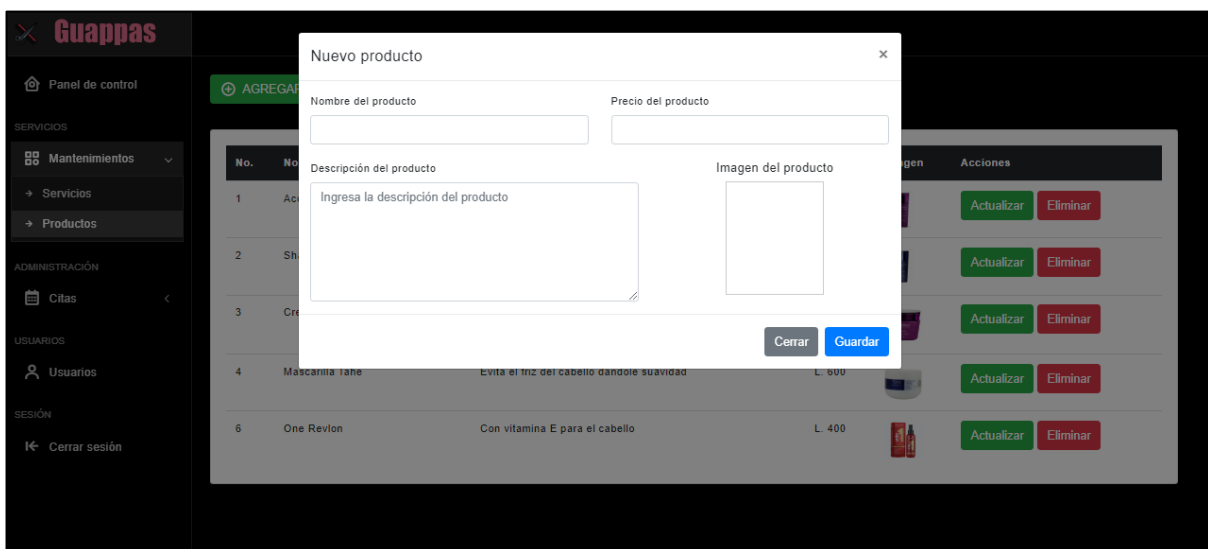 Guappas
Panel de control
SERVICIOS
Mantenimientos
Servicios
Productos
ADMINISTRACIÓN
Citas
USUARIOS
Usuarios
SESIÓN
Cerrar sesión
Nuevo producto ×
Nombre del producto Precio del producto
Descripción del producto Imagen del producto
Ingresa la descripción del producto
Cerrar Guardar
No. Acciones
1 Actualizar Eliminar
2 Actualizar Eliminar
3 Actualizar Eliminar
4 Mascarilla Tahe Evita el friz del cabello dandole suavidad L. 600 Actualizar Eliminar
6 One Revlon Con vitamina E para el cabello L. 400 Actualizar Eliminar